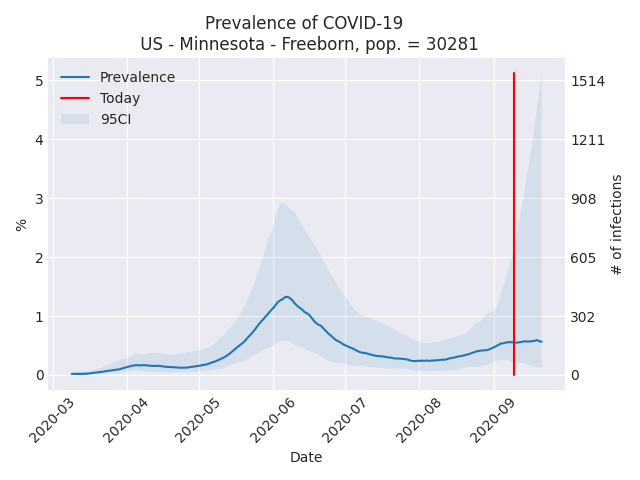 Prevalence of COVID-19
US - Minnesota - Freeborn, pop. = 30281
Prevalence
Today
95CI
5
4
3
2
1
0
%
1514
1211
908
605
302
0
# of infections
2020-03
2020-04
2020-05
2020-06
2020-07
2020-08
2020-09
Date